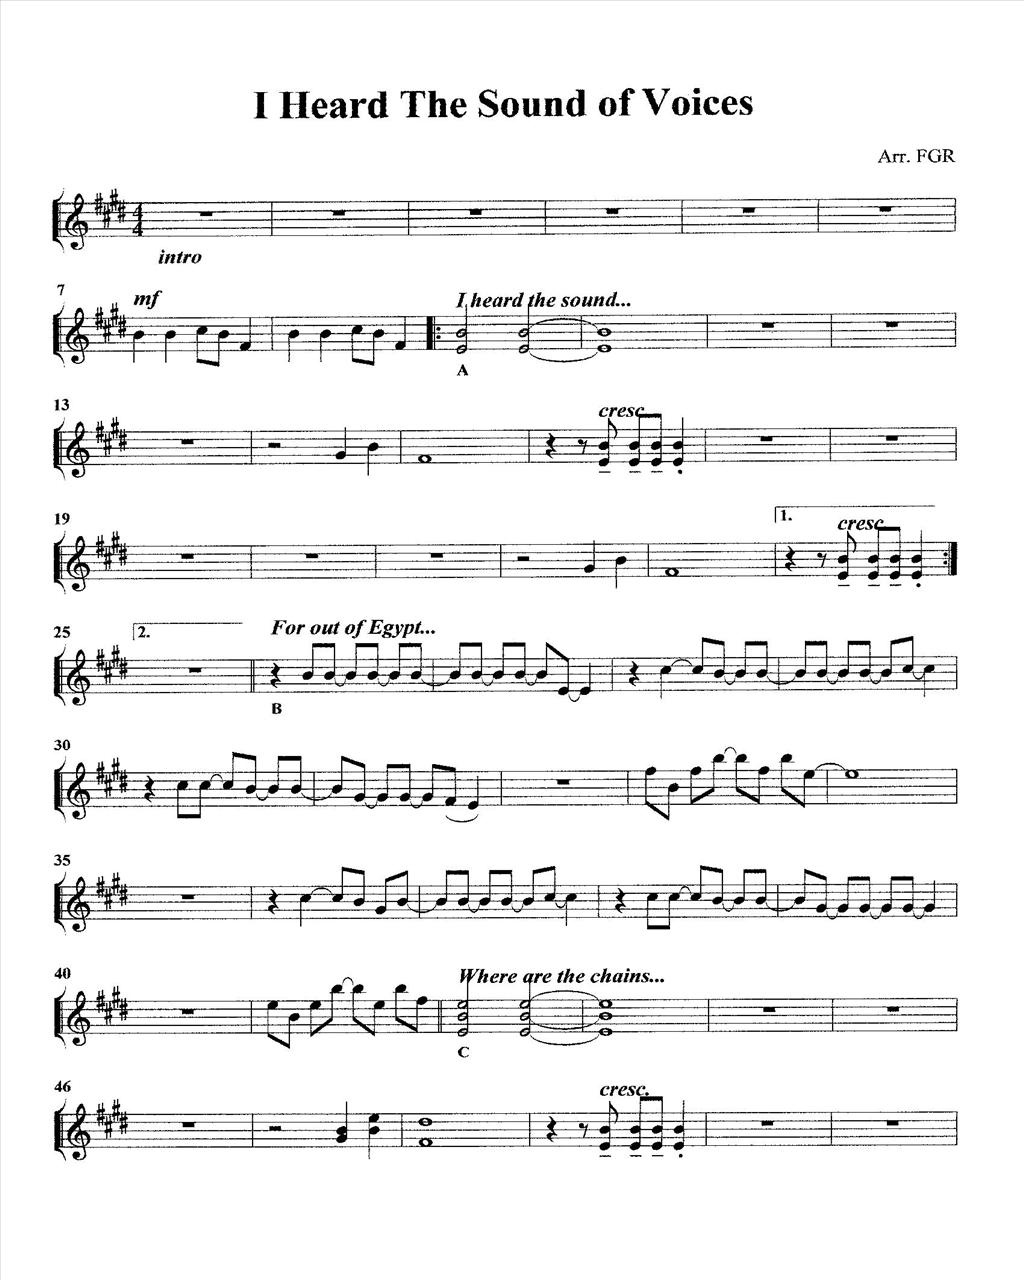 I Heard The Sound of Voices
Arr. FGR
4
4
intro
7
mf
I heard the sound...
A
13
cresc.
19
1.
cresc.
25
2.
For out of Egypt...
B
30
35
40
Where are the chains...
C
46
cresc.